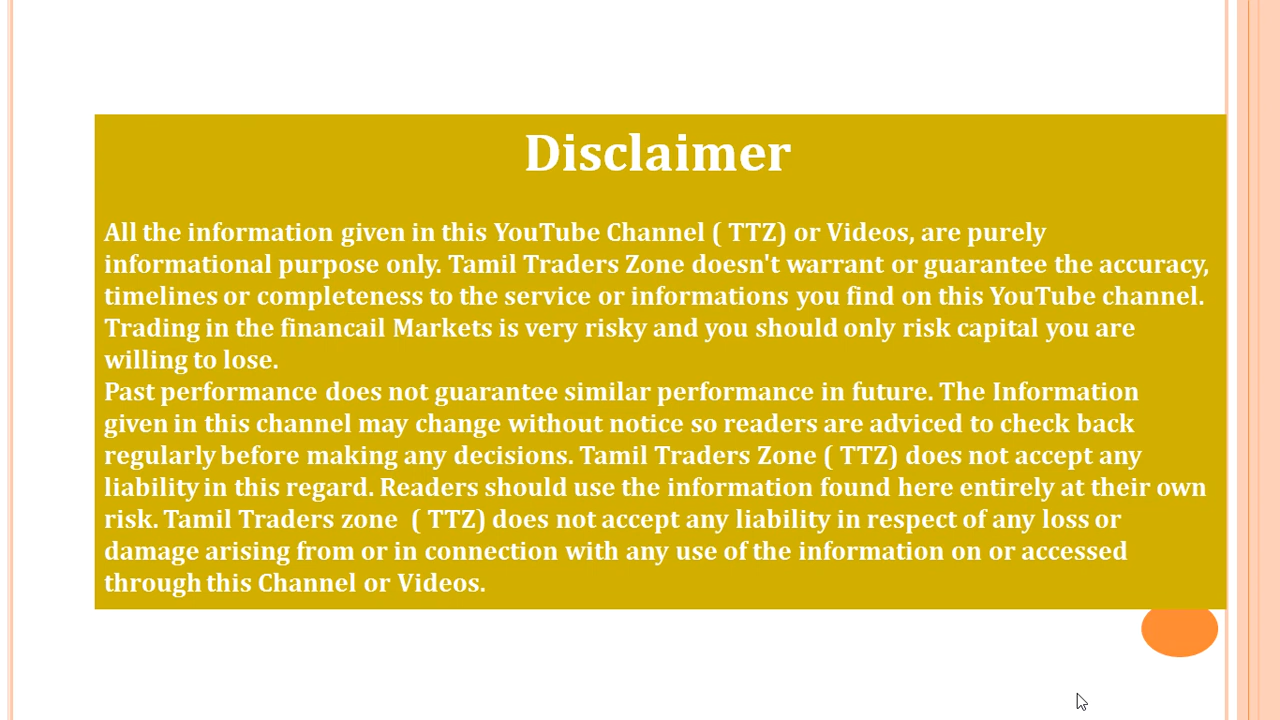 Disclaimer
All the information given in this YouTube Channel ( TTZ) or Videos, are purely
informational purpose only. Tamil Traders Zone doesn't warrant or guarantee the accuracy,
timelines or completeness to the service or informations you find on this YouTube channel.
Trading in the financail Markets is very risky and you should only risk capital you are
willing to lose.
Past performance does not guarantee similar performance in future. The Information
given in this channel may change without notice so readers are adviced to check back
regularly before making any decisions. Tamil Traders Zone ( TTZ) does not accept any
liability in this regard. Readers should use the information found here entirely at their own
risk. Tamil Traders zone  ( TTZ) does not accept any liability in respect of any loss or
damage arising from or in connection with any use of the information on or accessed
through this Channel or Videos.